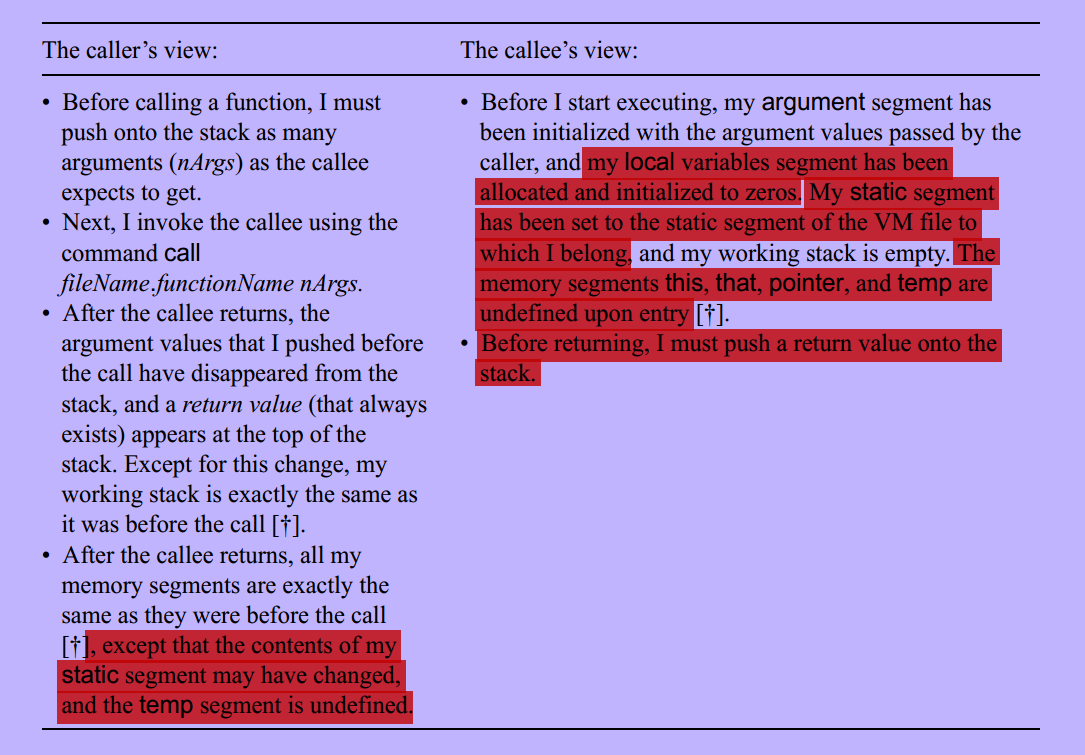 The caller's view:
• Before calling a function, I must
push onto the stack as many
arguments (nArgs) as the callee
expects to get.
• Next, I invoke the callee using the
command call
fileName.functionName nArgs.
• After the callee returns, the
argument values that I pushed before
the call have disappeared from the
stack, and a return value (that always
exists) appears at the top of the
stack. Except for this change, my
working stack is exactly the same as
it was before the call [†].
• After the callee returns, all my
memory segments are exactly the
same as they were before the call
[†], except that the contents of my
static segment may have changed,
and the temp segment is undefined.
The callee's view:
• Before I start executing, my argument segment has
been initialized with the argument values passed by the
caller, and my local variables segment has been
allocated and initialized to zeros. My static segment
has been set to the static segment of the VM file to
which I belong, and my working stack is empty. The
memory segments this, that, pointer, and temp are
undefined upon entry [†].
• Before returning, I must push a return value onto the
stack.